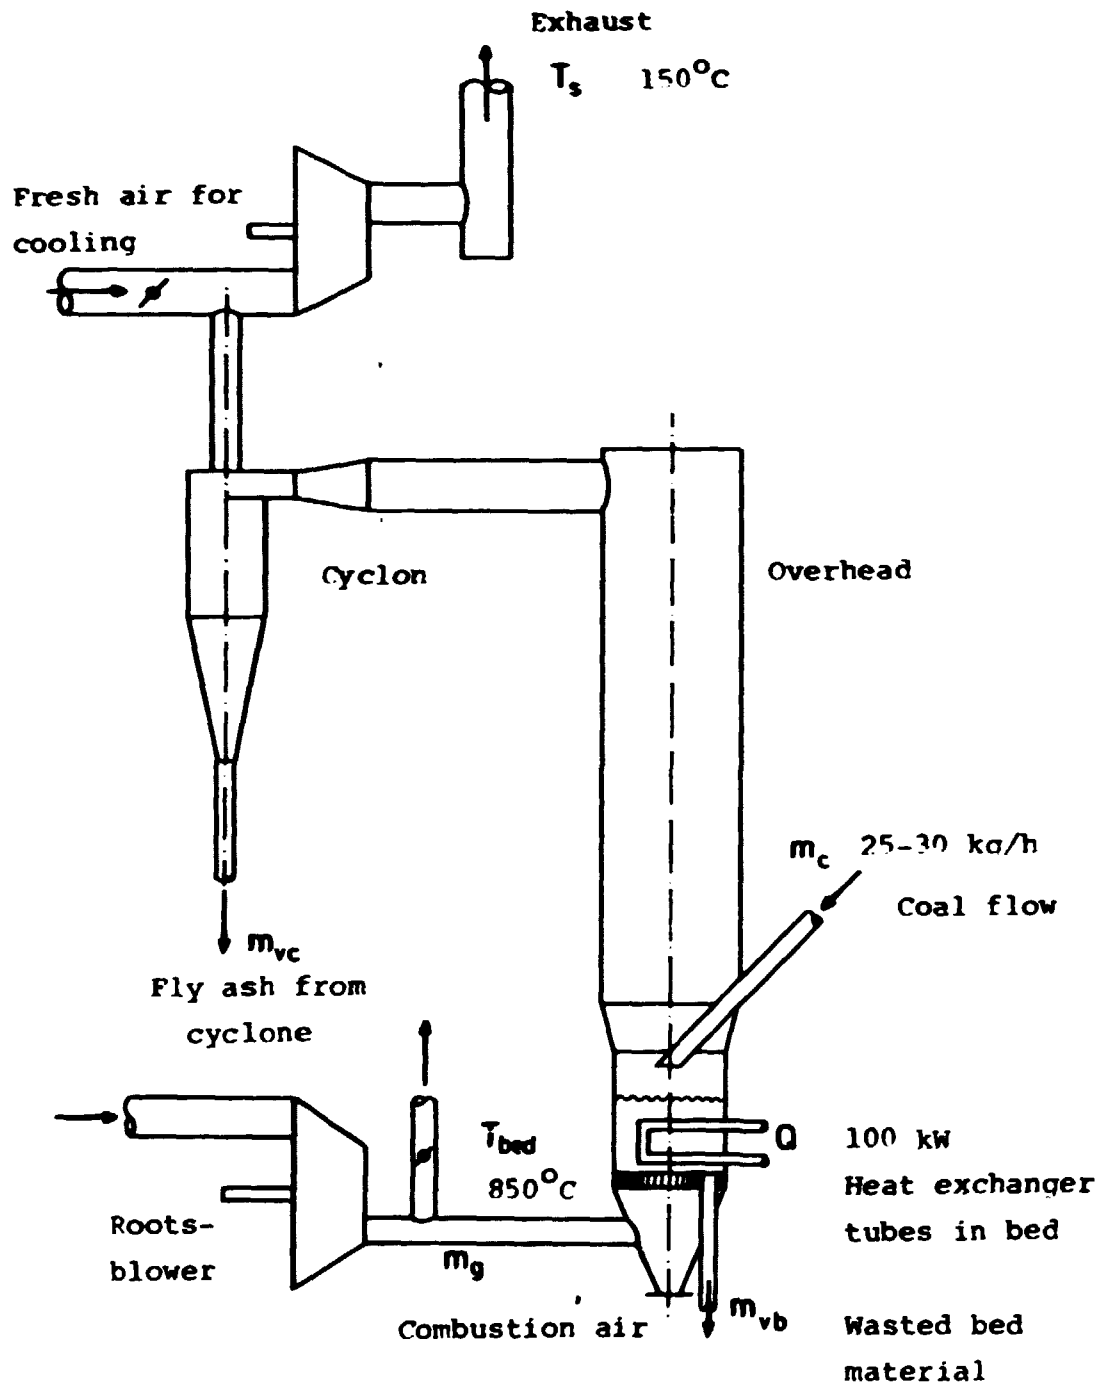 Exhaust
Ts 150°C
Fresh air for
cooling
Cyclon
Overhead
mc 25-30 kg/h
Coal flow
mvc
Fly ash from
cyclone
Tbed
850°C
Q 100 kW
Heat exchanger
tubes in bed
Roots-
blower
mg
Combustion air
mvb
Wasted bed
material